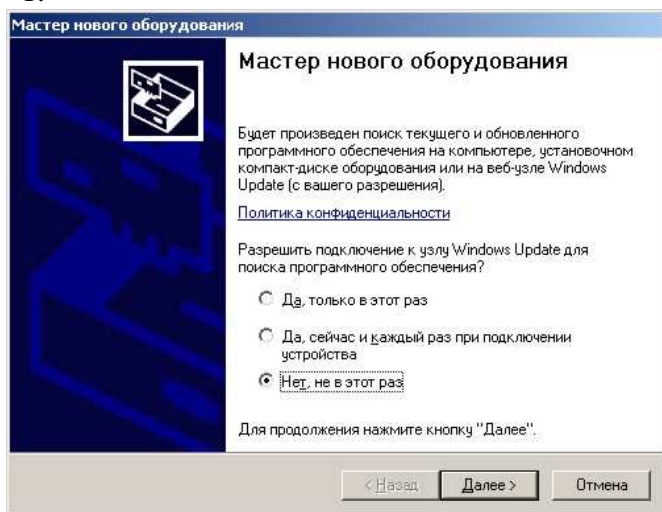 Мастер нового оборудования
Мастер нового оборудования
Будет произведен поиск текущего и обновленного
программного обеспечения на компьютере, установочном
компакт-диске оборудования или на веб-узле Windows
Update (с вашего разрешения).
Политика конфиденциальности
Разрешить подключение к узлу Windows Update для
поиска программного обеспечения?
Да, только в этот раз
Да, сейчас и каждый раз при подключении
устройства
Нет, не в этот раз
Для продолжения нажмите кнопку "Далее".
< Назад Далее > Отмена